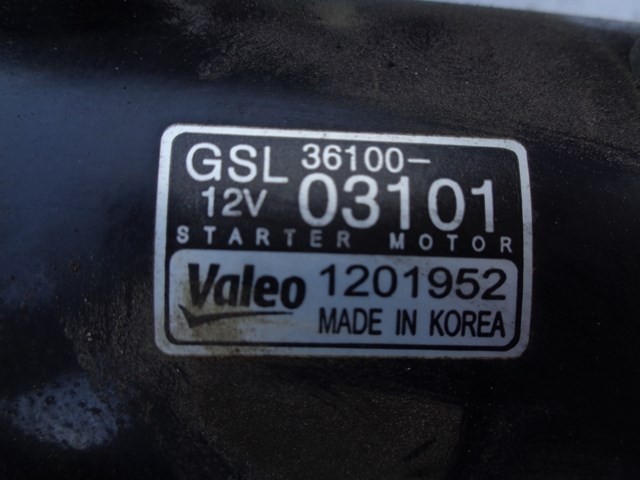 GSL 36100-
12V 03101
STARTER MOTOR
Valeo 1201952
MADE IN KOREA